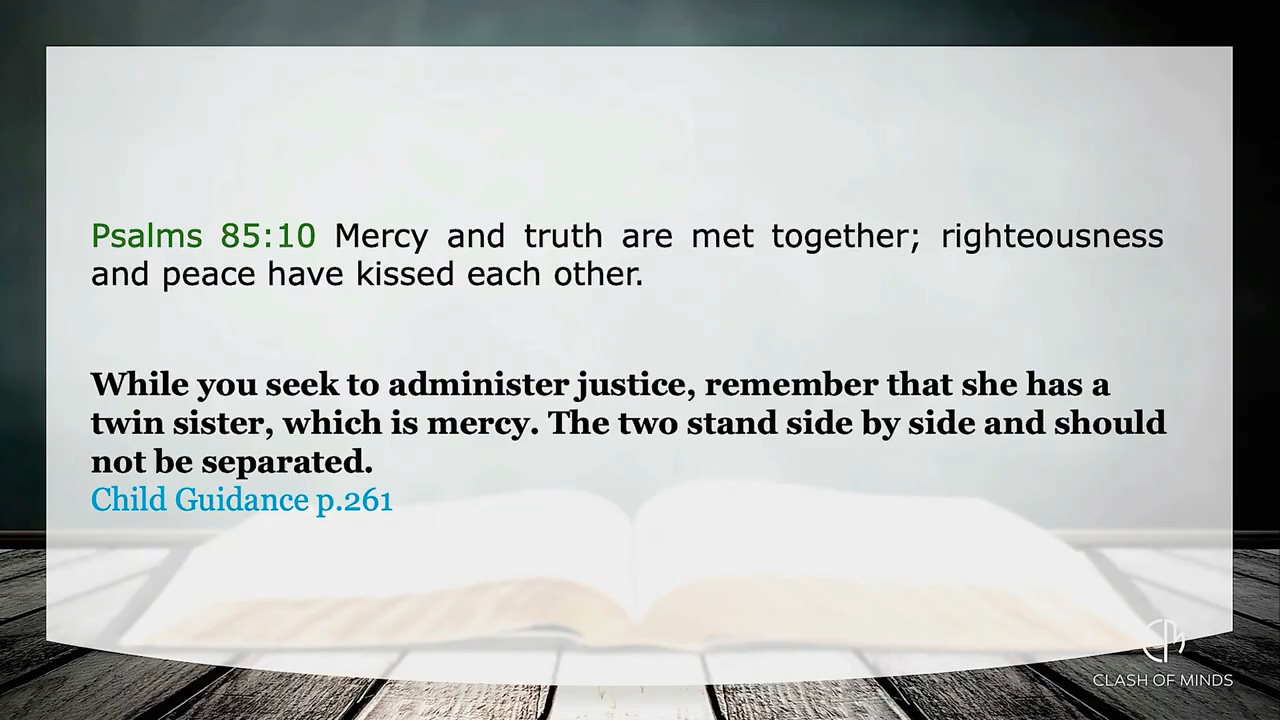 Psalms 85:10 Mercy and truth are met together; righteousness
and peace have kissed each other.
While you seek to administer justice, remember that she has a
twin sister, which is mercy. The two stand side by side and should
not be separated.
Child Guidance p.261
CLASH OF MINDS